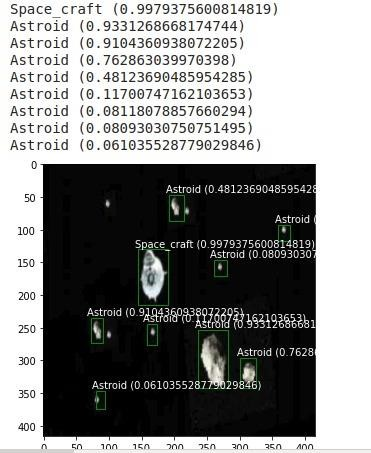 Space_craft (0.9979375600814819)
Astroid (0.9331268668174744)
Astroid (0.9104360938072205)
Astroid (0.762863039970398)
Astroid (0.48123690485954285)
Astroid (0.11700747162103653)
Astroid (0.08118078857660294)
Astroid (0.08093030750751495)
Astroid (0.061035528779029846)
0
50
100
150
200
250
300
350
400
Astroid (0.4812369048595428
Astroid (0.
Space_craft (0.9979375600814819)
Astroid (0.080930307
Astroid (0.9104360938072205)
Astroid (0.11700747162103653)
Astroid (0.93312686681
Astroid (0.7628
Astroid (0.061035528779029846)
0 50 100 150 200 250 300 350 400